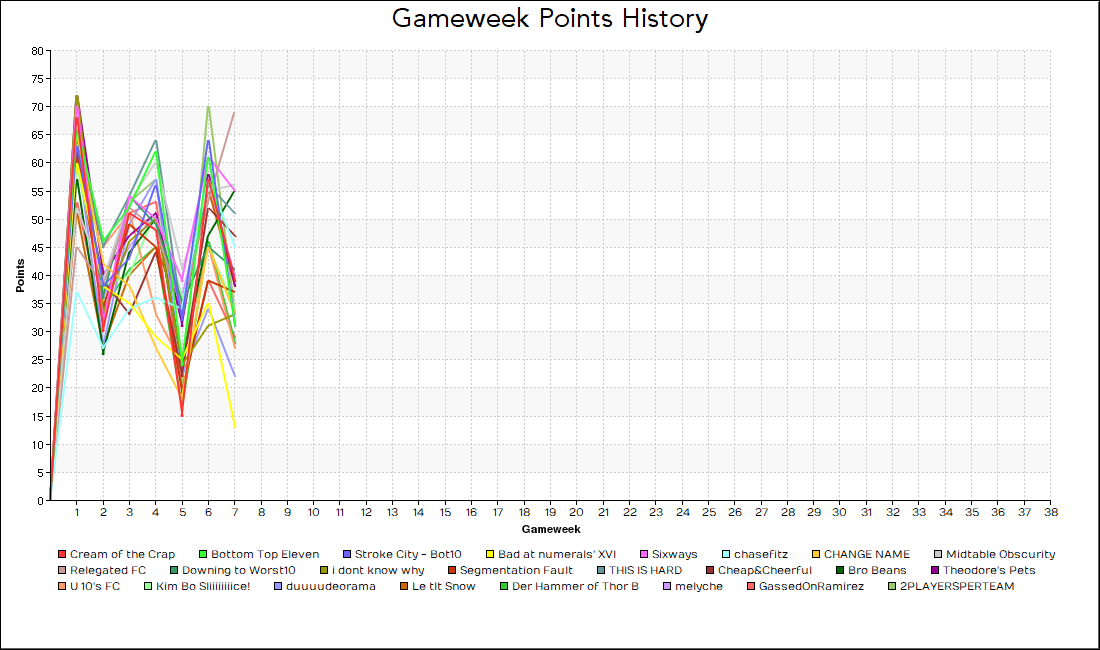 Gameweek Points History
80
75
70
65
60
55
50
45
40
35
30
25
20
15
10
5
0
Points
1 2 3 4 5 6 7 8 9 10 11 12 13 14 15 16 17 18 19 20 21 22 23 24 25 26 27 28 29 30 31 32 33 34 35 36 37 38
Gameweek
Cream of the Crap Bottom Top Eleven Stroke City - Bot10 Bad at numerals' XVI Sixways chasefitz CHANGE NAME Midtable Obscurity
Relegated FC Downing to Worst10 i dont know why Segmentation Fault THIS IS HARD Cheap&Cheerful Bro Beans Theodore's Pets
U10's FC Kim Bo Sliiiiiiiice! duuuudeorama Le tIt Snow Der Hammer of Thor B melyche GassedOnRamirez 2PLAYERSPERTEAM